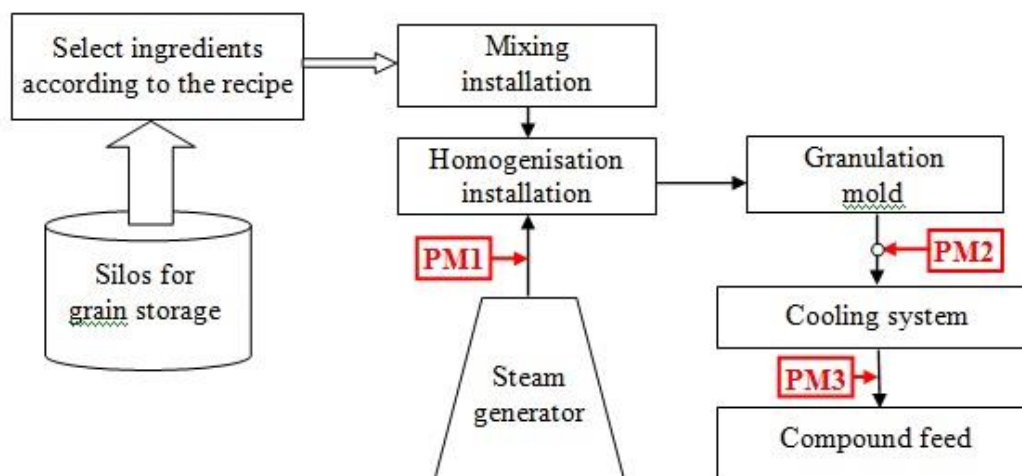 Select ingredients
according to the recipe
Mixing
installation
Homogenisation
installation
Granulation
mold
PM1
PM2
Silos for
grain storage
Cooling system
Steam
generator
PM3
Compound feed